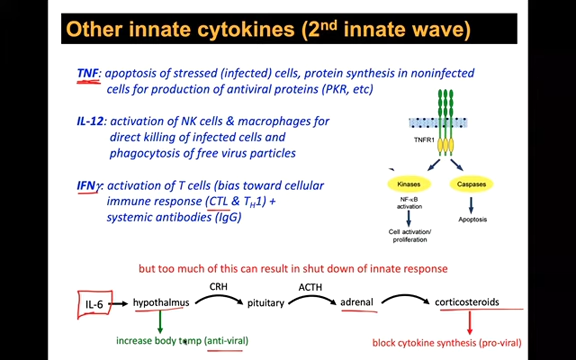 Other innate cytokines (2nd innate wave)
TNF: apoptosis of stressed (infected) cells, protein synthesis in noninfected
cells for production of antiviral proteins (PKR, etc)
IL-12: activation of NK cells & macrophages for
direct killing of infected cells and
phagocytosis of free virus particles
IFNγ: activation of T cells (bias toward cellular
immune response (CTL & TH1) +
systemic antibodies (IgG)
TNFR1
Kinases
Caspases
NF-κB
activation
Apoptosis
Cell activation/
proliferation
but too much of this can result in shut down of innate response
CRH
ACTH
IL-6
hypothalmus
pituitary
adrenal
corticosteroids
increase body temp (anti-viral)
block cytokine synthesis (pro-viral)